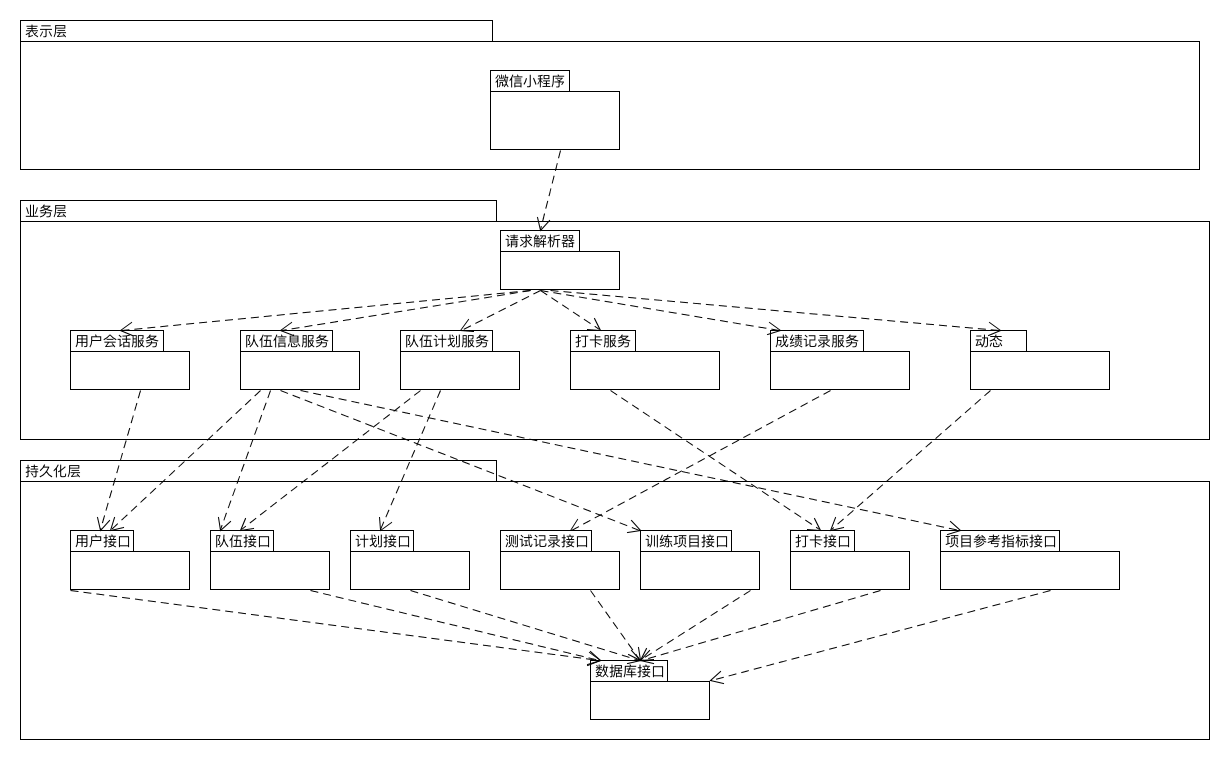 表示层
微信小程序
业务层
请求解析器
用户会话服务
队伍信息服务
队伍计划服务
打卡服务
成绩记录服务
动态
持久化层
用户接口
队伍接口
计划接口
测试记录接口
训练项目接口
打卡接口
项目参考指标接口
数据库接口